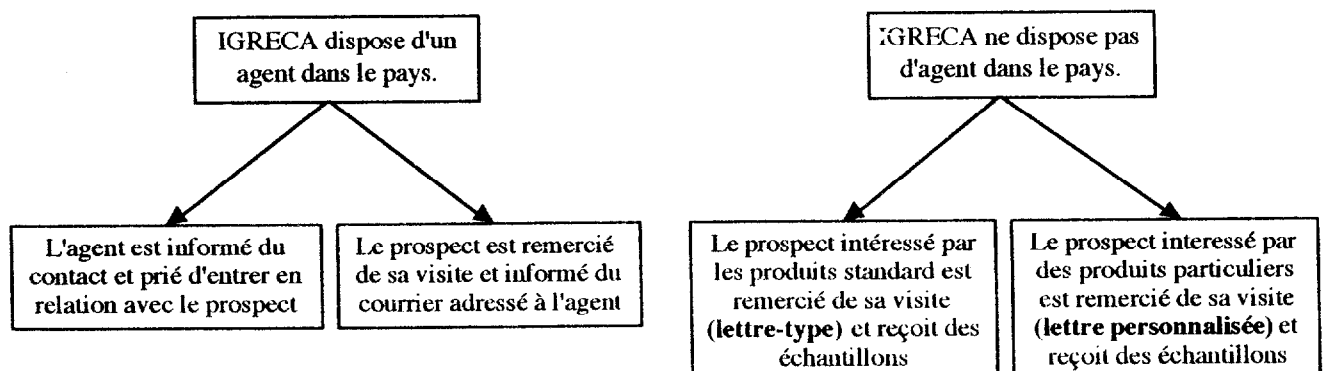 IGRECA dispose d'un
agent dans le pays.
IGRECA ne dispose pas
d'agent dans le pays.
L'agent est informé du
contact et prié d'entrer en
relation avec le prospect
Le prospect est remercié
de sa visite et informé du
courrier adressé à l'agent
Le prospect intéressé par
les produits standard est
remercié de sa visite
(lettre-type) et reçoit des
échantillons
Le prospect interessé par
des produits particuliers
est remercié de sa visite
(lettre personnalisée) et
reçoit des échantillons